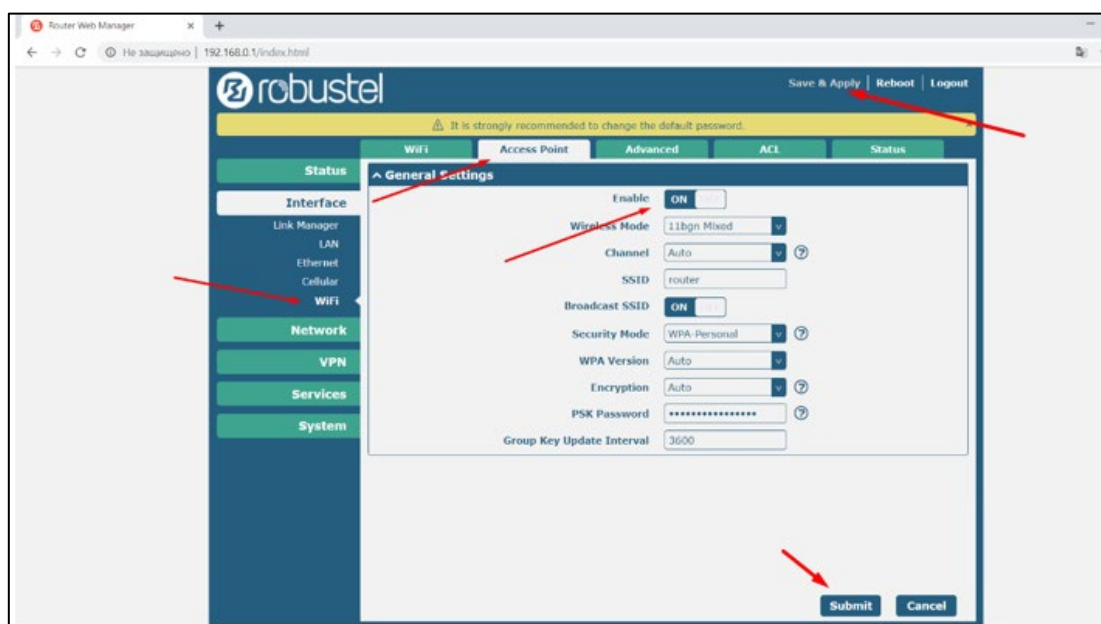 Router Web Manager
Не защищено | 192.168.0.1/index.html
robustel
Save & Apply | Reboot | Logout
It is strongly recommended to change the default password.
WiFi Access Point Advanced ACL Status
Status
Interface
Link Manager
LAN
Ethernet
Cellular
WiFi
Network
VPN
Services
System
General Settings
Enable ON
Wireless Mode 11bgn Mixed
Channel Auto
SSID router
Broadcast SSID ON
Security Mode WPA-Personal
WPA Version Auto
Encryption Auto
PSK Password ••••••••••••••••
Group Key Update Interval 3600
Submit Cancel